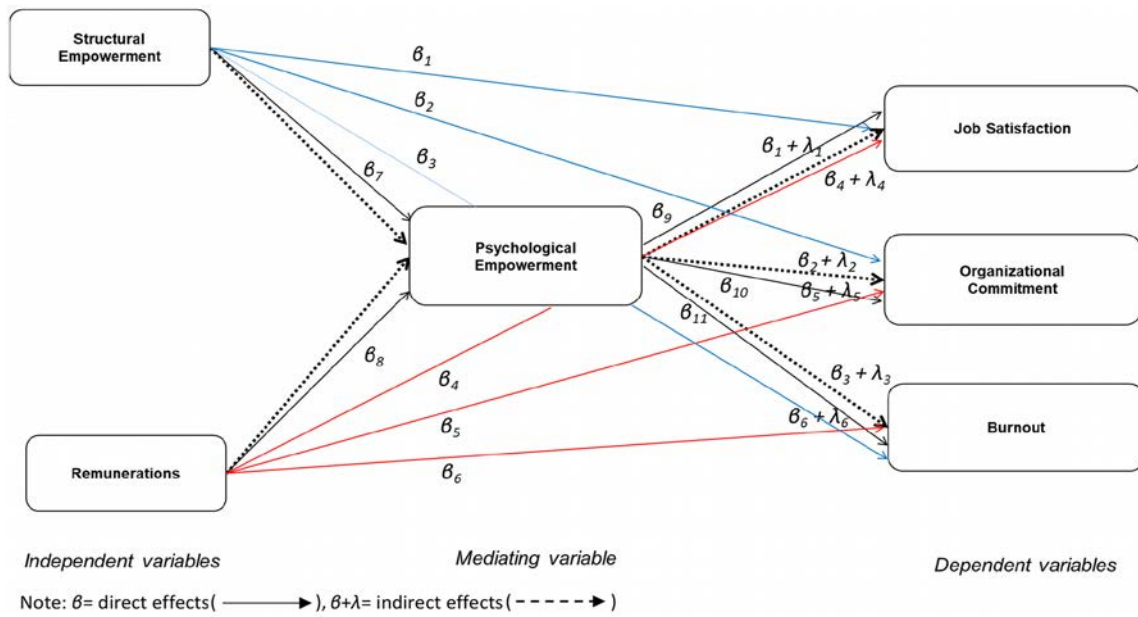 Structural
Empowerment
β1
β2
β3
β7
Job Satisfaction
β1 + λ1
β4 + λ4
β9
Psychological
Empowerment
β2 + λ2
β10
β5 + λ5
Organizational
Commitment
β11
β8
β4
β3 + λ3
β5
β6 + λ6
Burnout
Remunerations
β6
Independent variables
Mediating variable
Dependent variables
Note: β= direct effects( ), β+λ= indirect effects( )